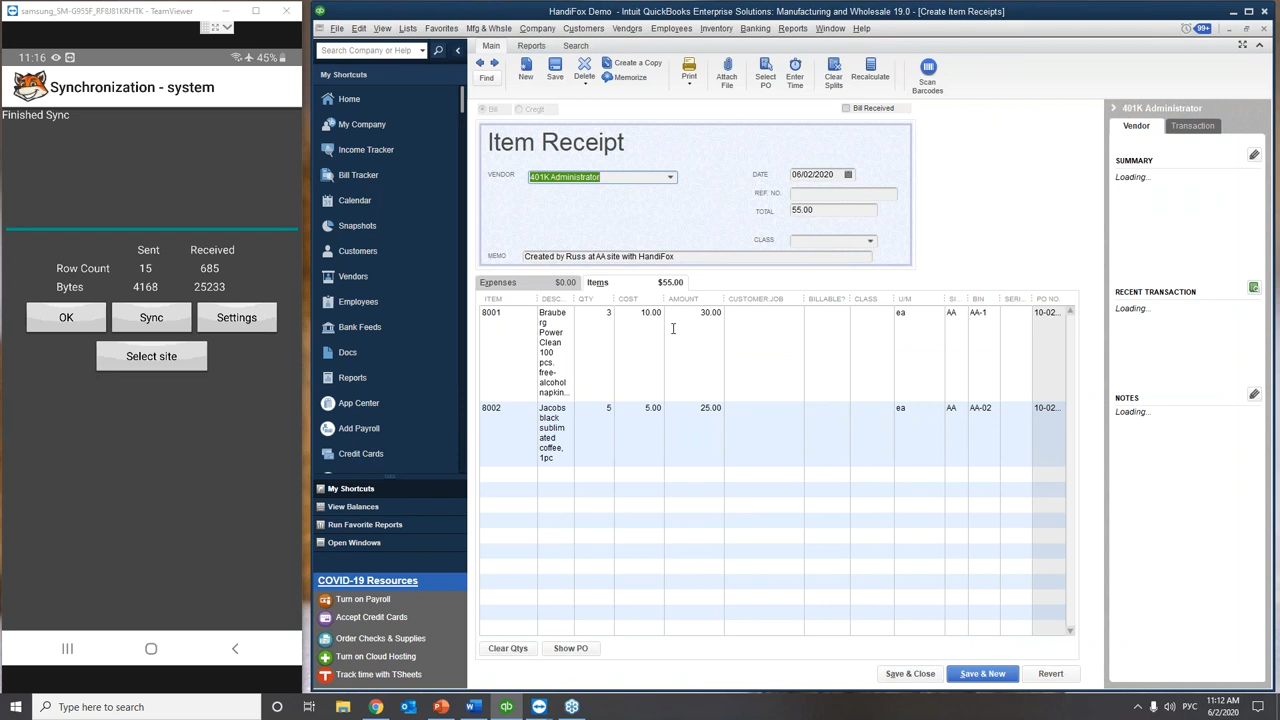 samsung_SM-G955F_RF8J81KRHTK - TeamViewer
11:16
45%
Synchronization - system
Finished Sync
Sent Received
Row Count 15 685
Bytes 4168 25233
OK Sync Settings
Select site
Fox Demo - Intuit QuickBooks Enterprise Solutions: Manufacturing and Wholesale 19.0 - [Create Item Receipts]
File Edit View Lists Favorites Mfg & Whsle Company Customers Vendors Employees Inventory Banking Reports Window Help
99+
Search Company or Help
My Shortcuts
Home
My Company
Income Tracker
Bill Tracker
Calendar
Snapshots
Customers
Vendors
Employees
Bank Feeds
Docs
Reports
App Center
Add Payroll
Credit Cards
My Shortcuts
View Balances
Run Favorite Reports
Open Windows
COVID-19 Resources
Turn on Payroll
Accept Credit Cards
Order Checks & Supplies
Turn on Cloud Hosting
Track time with TSheets
Main Reports Search
Find
New
Save
Delete
Create a Copy
Memorize
Print
Attach
File
Select
PO
Enter
Time
Clear
Splits
Recalculate
Scan
Barcodes
Bill Credit
Bill Received
Item Receipt
VENDOR 401K Administrator
DATE 06/02/2020
REF. NO.
TOTAL 55.00
CLASS
MEMO Created by Russ at AA site with HandiFox
Expenses $0.00 Items $55.00
ITEM DESC... QTY COST AMOUNT CUSTOMER:JOB BILLABLE? CLASS U/M SI... BIN SERI... PO NO.
8001 Braube 3 10.00 30.00 ea AA AA-1 10-02...
rg
Power
Clean
100
pcs.
free-
alcohol
napkin...
8002 Jacobs 5 5.00 25.00 ea AA AA-02 10-02...
black
sublim
ated
coffee,
1pc
Clear Qtys Show PO
Save & Close Save & New Revert
401K Administrator
Vendor Transaction
SUMMARY
Loading...
RECENT TRANSACTION
Loading...
NOTES
Loading...
Type here to search
РУС
11:12 AM
6/2/2020